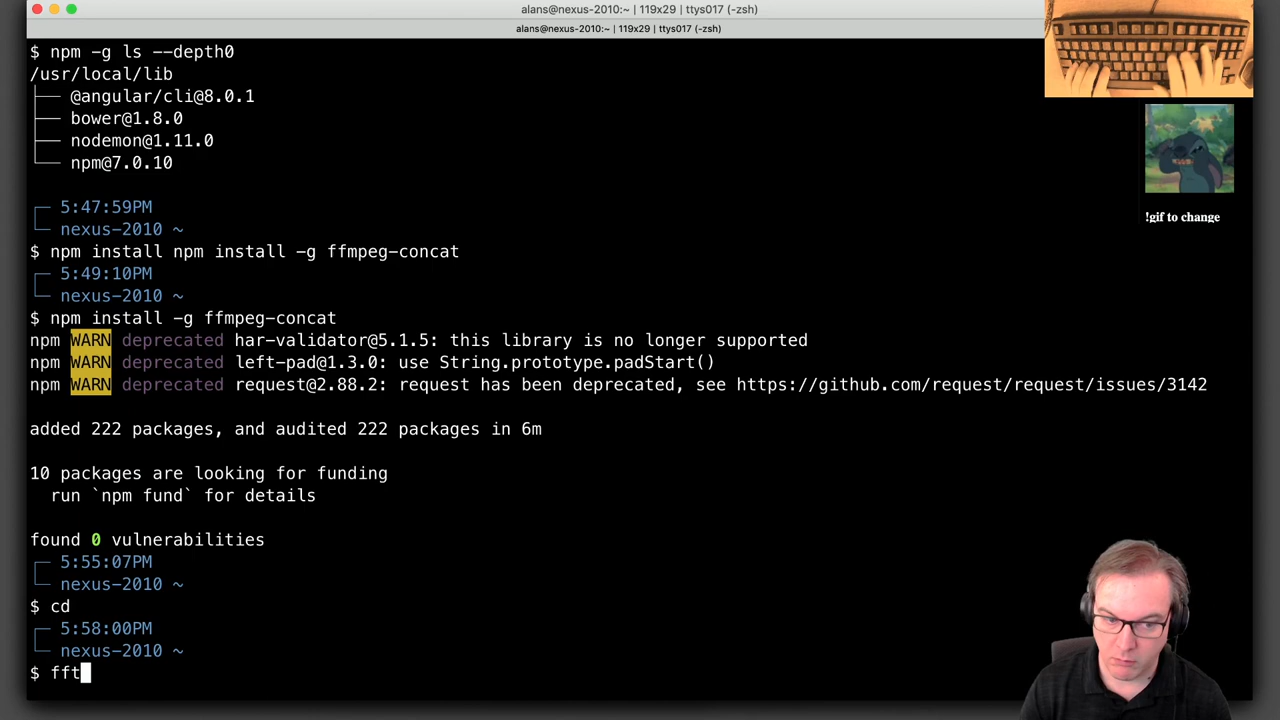 alans@nexus-2010:~ | 119x29 | ttys017 (-zsh)
alans@nexus-2010:~ | 119x29 | ttys017 (-zsh)
$ npm -g ls --depth0
/usr/local/lib
├── @angular/cli@8.0.1
├── bower@1.8.0
├── nodemon@1.11.0
└── npm@7.0.10
┌─ 5:47:59PM
└─ nexus-2010 ~
$ npm install npm install -g ffmpeg-concat
┌─ 5:49:10PM
└─ nexus-2010 ~
$ npm install -g ffmpeg-concat
npm WARN deprecated har-validator@5.1.5: this library is no longer supported
npm WARN deprecated left-pad@1.3.0: use String.prototype.padStart()
npm WARN deprecated request@2.88.2: request has been deprecated, see https://github.com/request/request/issues/3142
added 222 packages, and audited 222 packages in 6m
10 packages are looking for funding
run `npm fund` for details
found 0 vulnerabilities
┌─ 5:55:07PM
└─ nexus-2010 ~
$ cd
┌─ 5:58:00PM
└─ nexus-2010 ~
$ fft
!gif to change